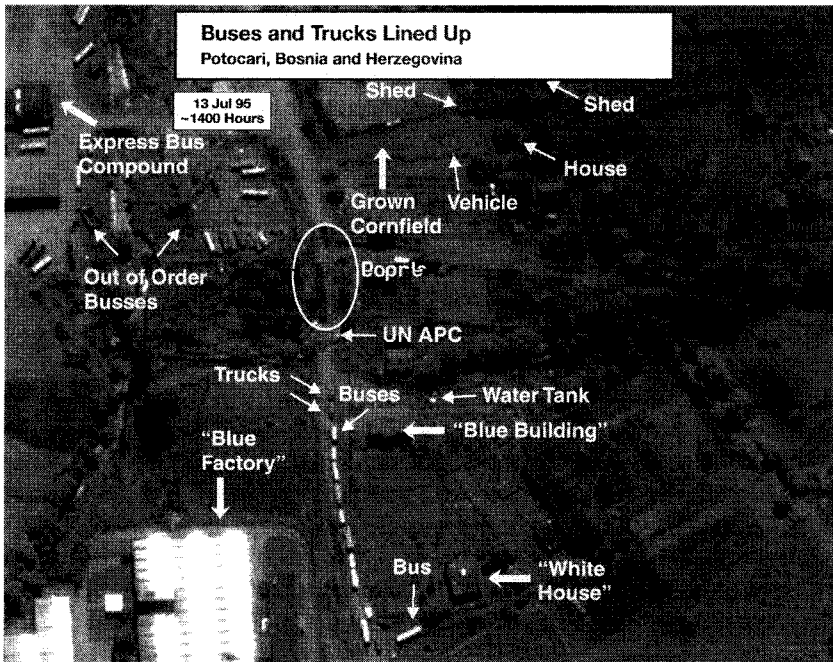 Buses and Trucks Lined Up
Potocari, Bosnia and Herzegovina
13 Jul 95
~1400 Hours
Shed
Shed
Express Bus
Compound
House
Grown
Cornfield
Vehicle
Out of Order
Busses
UN APC
Trucks
Buses
Water Tank
"Blue Building"
"Blue
Factory"
Bus
"White
House"